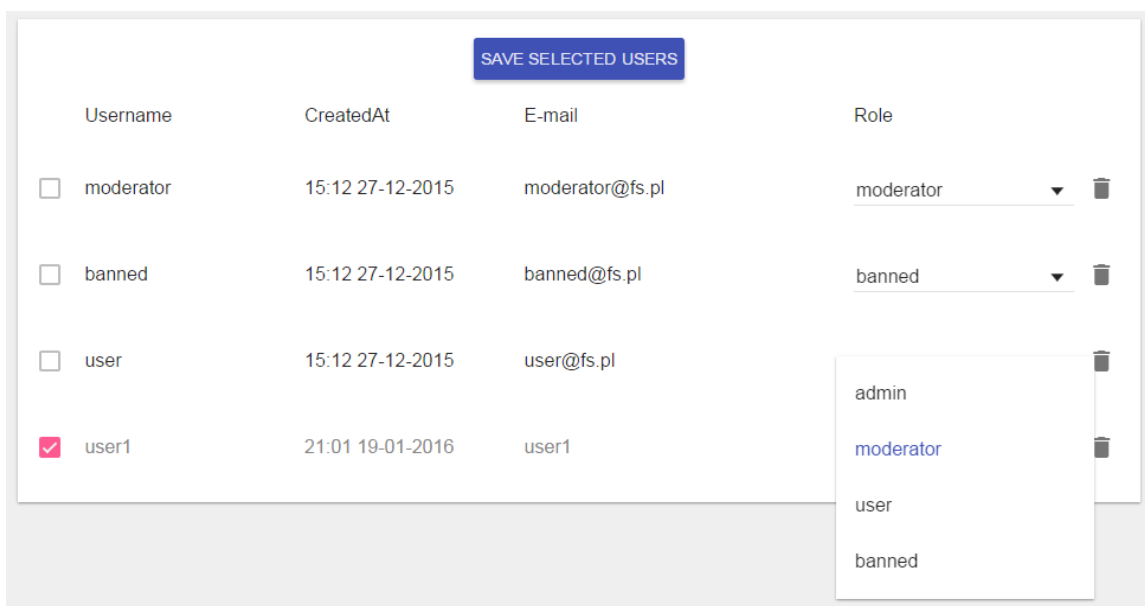 SAVE SELECTED USERS
Username CreatedAt E-mail Role
moderator 15:12 27-12-2015 moderator@fs.pl moderator
banned 15:12 27-12-2015 banned@fs.pl banned
user 15:12 27-12-2015 user@fs.pl
admin
user1 21:01 19-01-2016 user1 moderator
user
banned